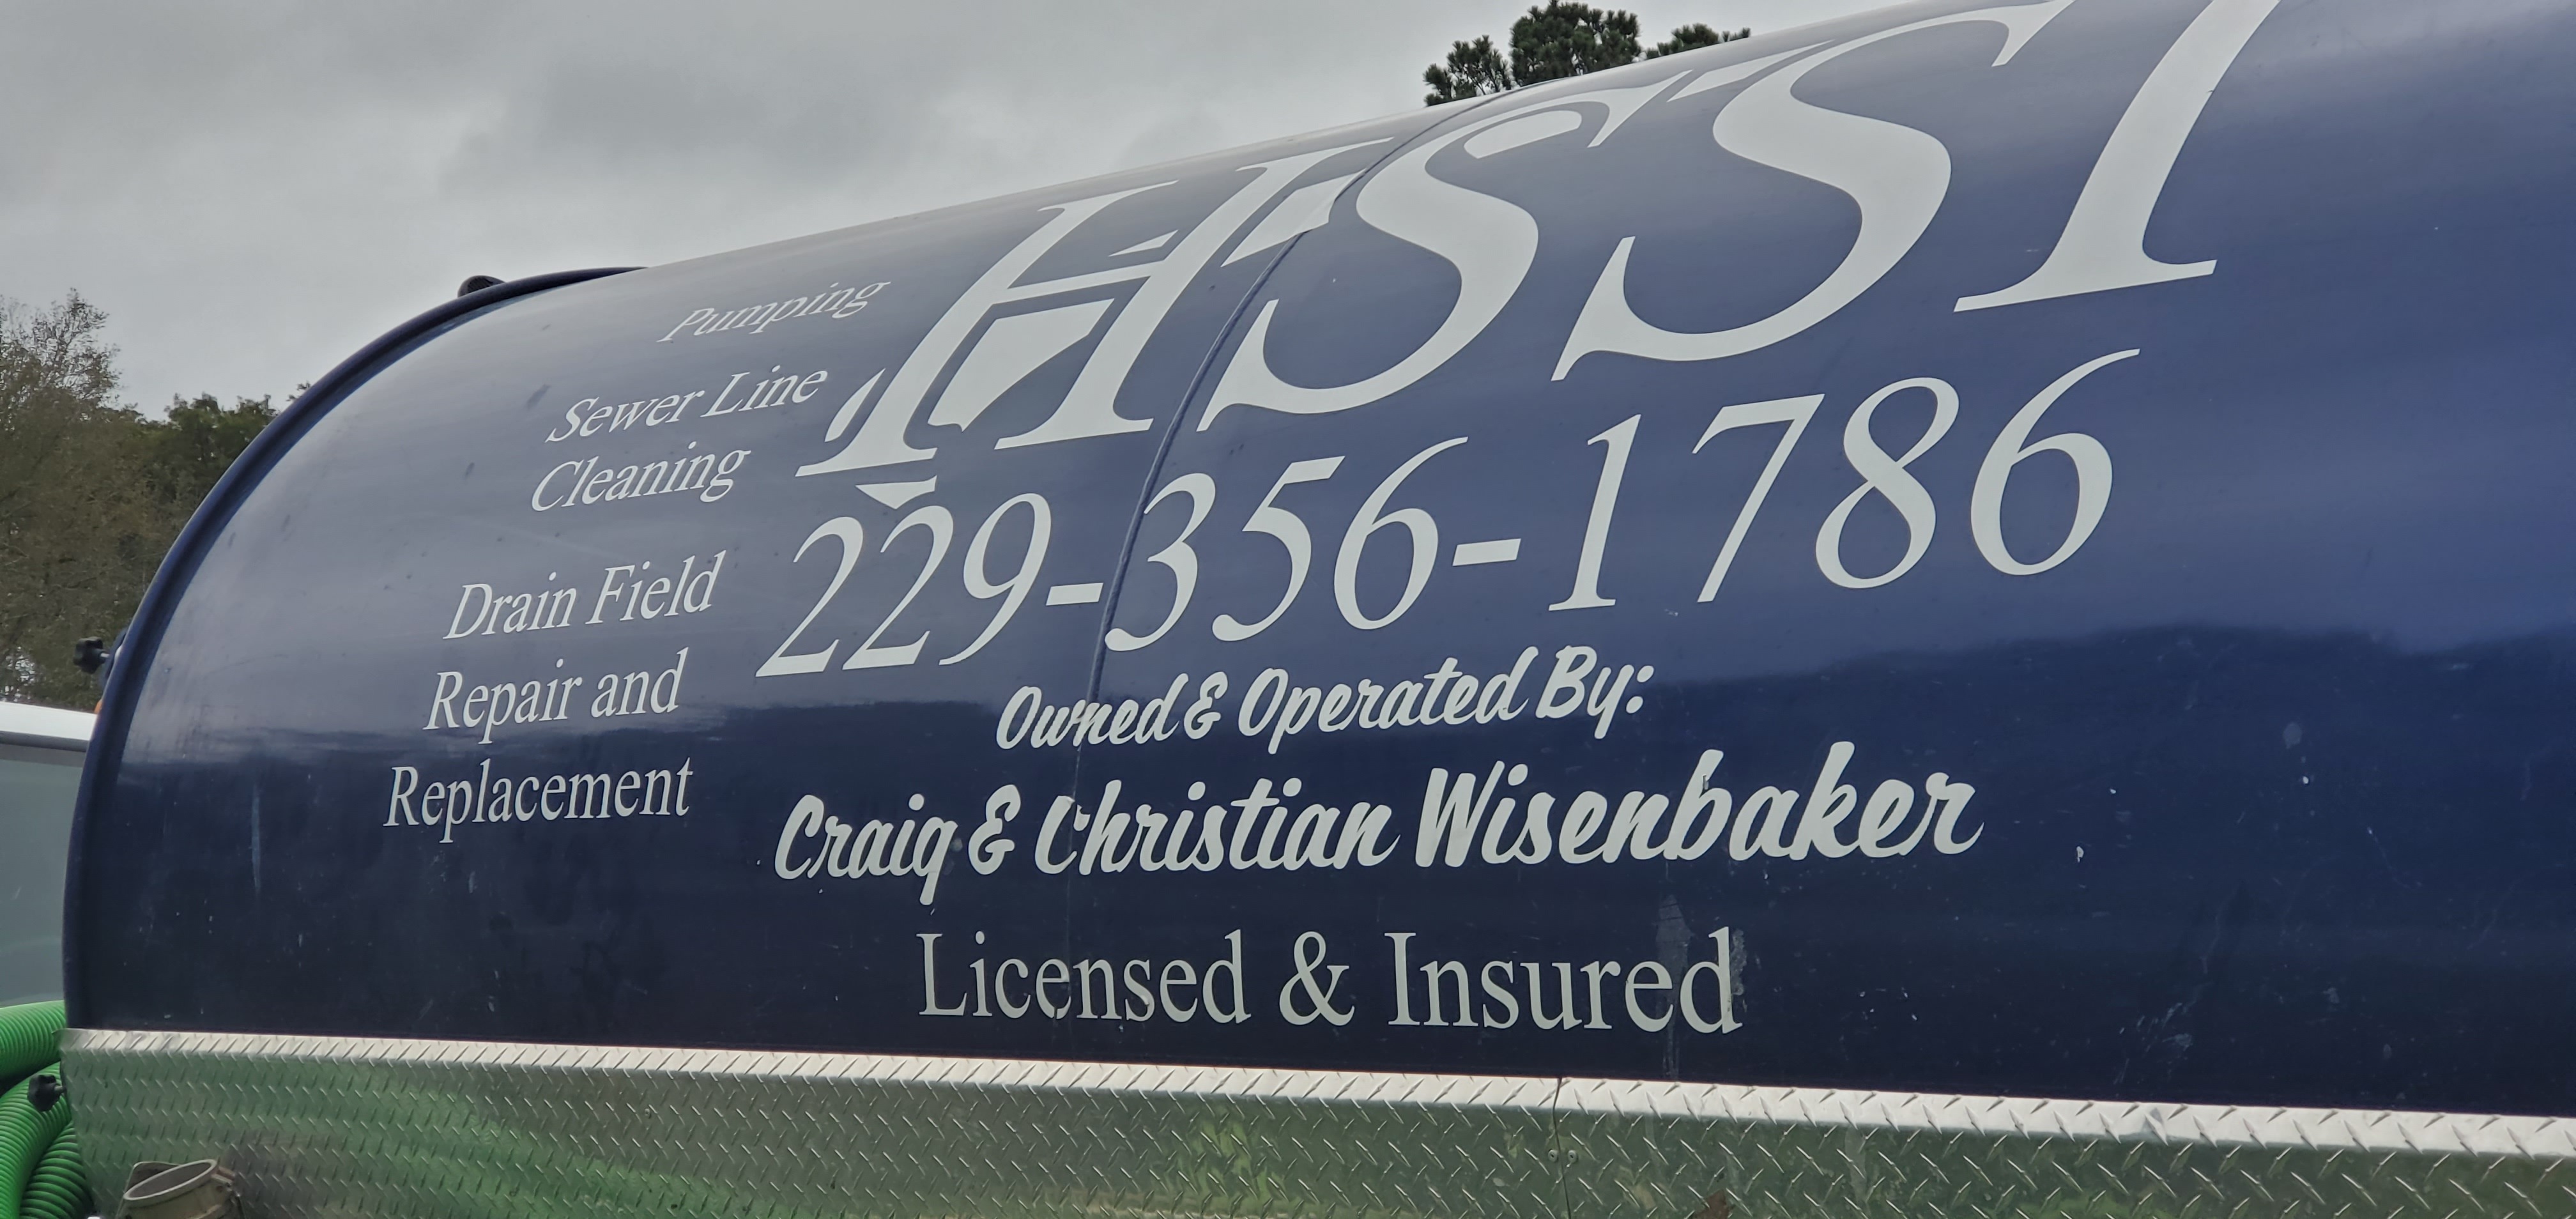 HSSI
229-356-1786
Owned & Operated By:
Craig & Christian Wisenbaker
Licensed & Insured
Pumping
Sewer Line
Cleaning
Drain Field
Repair and
Replacement